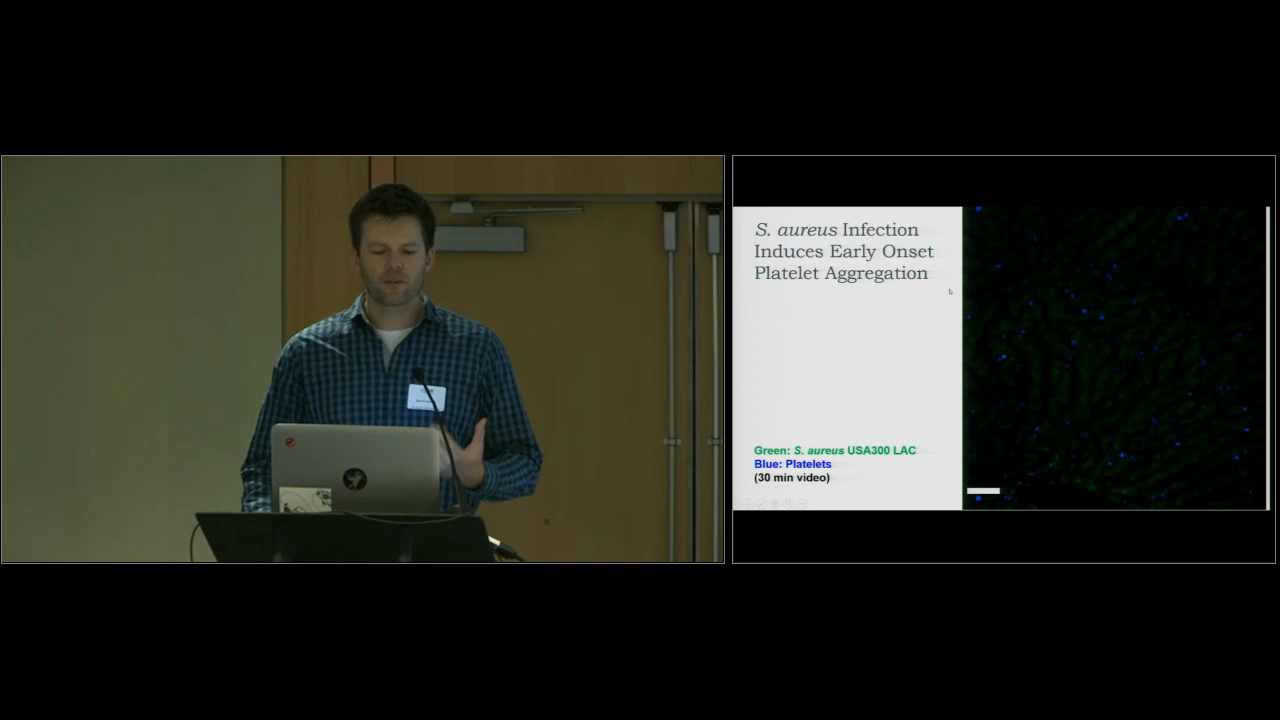 S. aureus Infection
Induces Early Onset
Platelet Aggregation
Green: S. aureus USA300 LAC
Blue: Platelets
(30 min video)